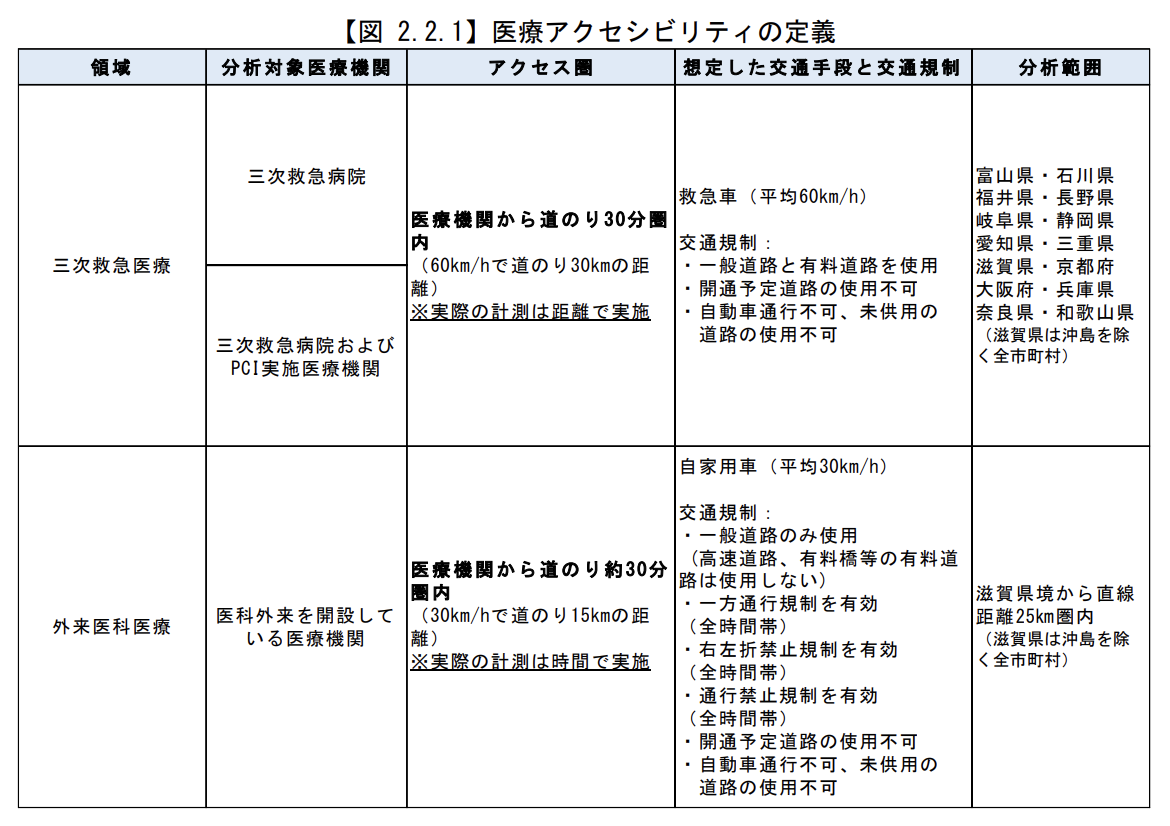 【図 2.2.1】医療アクセシビリティの定義
領域
分析対象医療機関
アクセス圏
想定した交通手段と交通規制
分析範囲
三次救急医療
三次救急病院
三次救急病院および
PCI実施医療機関
医療機関から道のり30分圏
内
（60km/hで道のり30kmの距
離）
※実際の計測は距離で実施
救急車（平均60km/h）
交通規制：
・一般道路と有料道路を使用
・開通予定道路の使用不可
・自動車通行不可、未供用の
道路の使用不可
富山県・石川県
福井県・長野県
岐阜県・静岡県
愛知県・三重県
滋賀県・京都府
大阪府・兵庫県
奈良県・和歌山県
（滋賀県は沖島を除
く全市町村）
外来医科医療
医科外来を開設して
いる医療機関
医療機関から道のり約30分
圏内
（30km/hで道のり15kmの距
離）
※実際の計測は時間で実施
自家用車（平均30km/h）
交通規制：
・一般道路のみ使用
（高速道路、有料橋等の有料道
路は使用しない）
・一方通行規制を有効
（全時間帯）
・右左折禁止規制を有効
（全時間帯）
・通行禁止規制を有効
（全時間帯）
・開通予定道路の使用不可
・自動車通行不可、未供用の
道路の使用不可
滋賀県境から直線
距離25km圏内
（滋賀県は沖島を除
く全市町村）